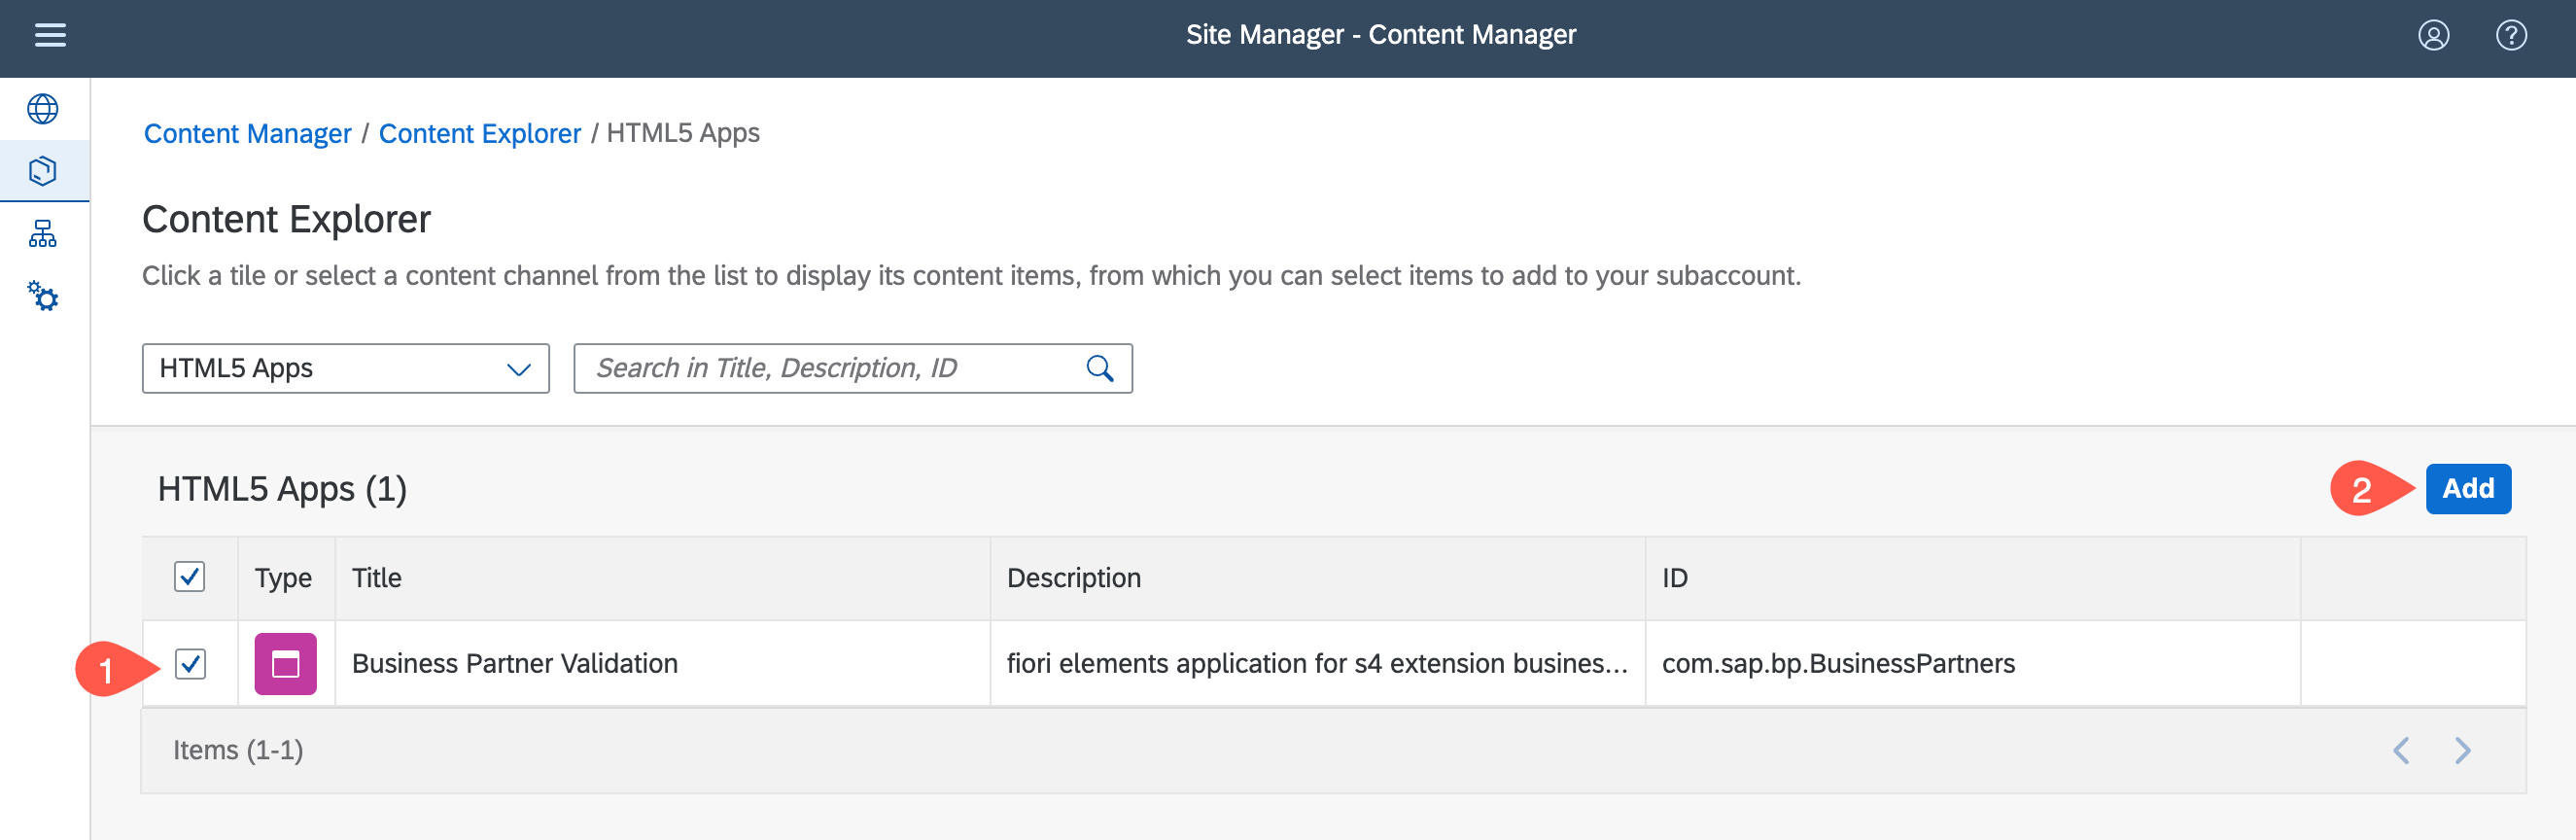 Site Manager - Content Manager
?
Content Manager / Content Explorer / HTML5 Apps
Content Explorer
Click a tile or select a content channel from the list to display its content items, from which you can select items to add to your subaccount.
HTML5 Apps
Search in Title, Description, ID
HTML5 Apps (1)
2
Add
Type
Title
Description
ID
1
Business Partner Validation
fiori elements application for s4 extension busines...
com.sap.bp.BusinessPartners
Items (1-1)